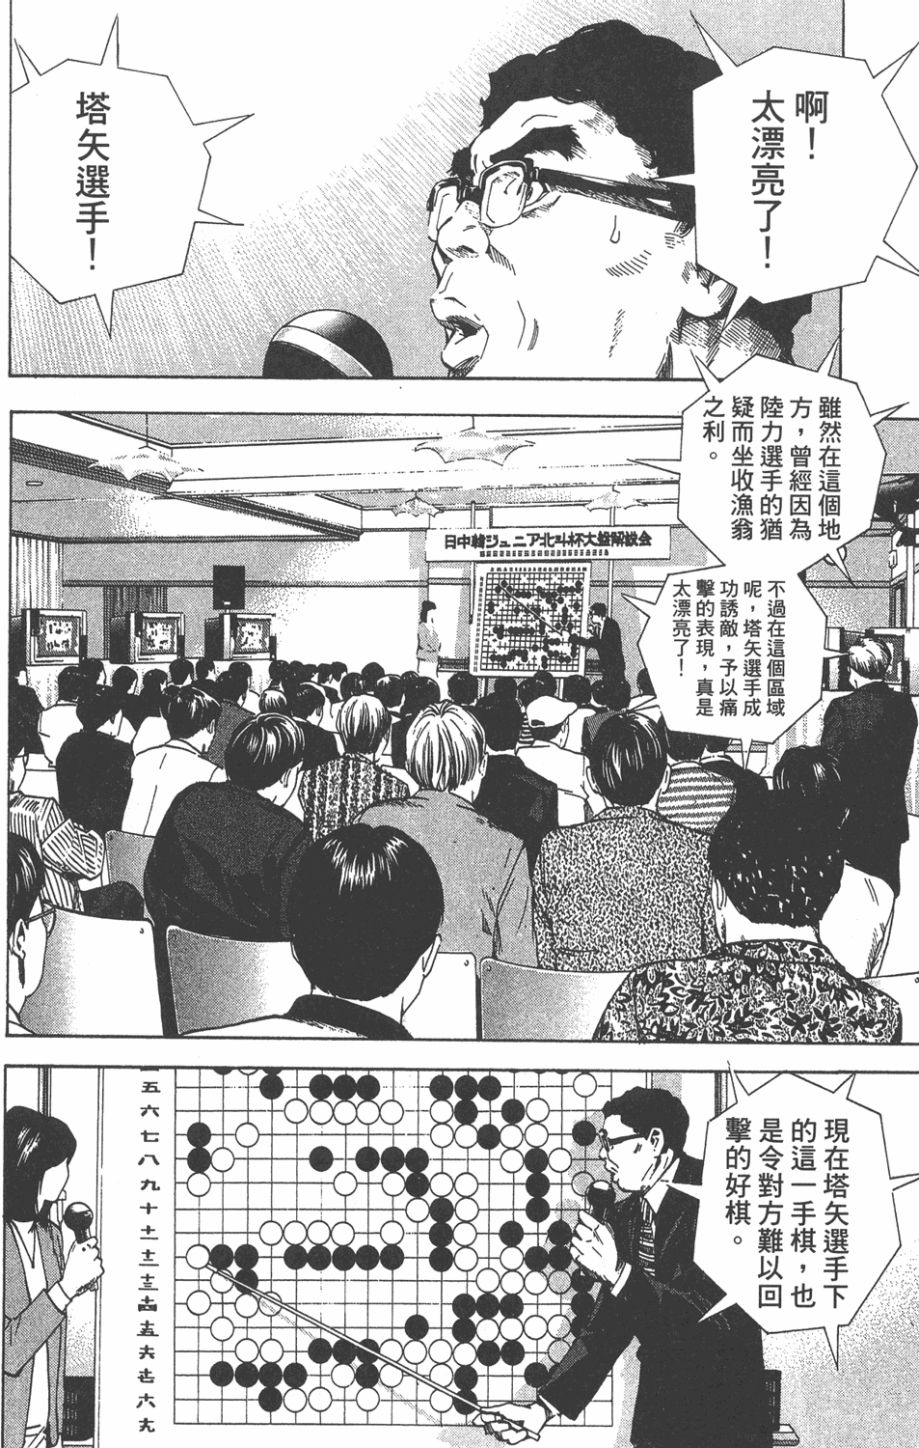 啊！
太漂亮了！
塔矢選手！
雖然在這個地
方，曾經因為
陸力選手的猶
疑而坐收漁翁
之利。
日中韓ジュニア北斗杯大盤解説会
不過在這個區域
呢，塔矢選手成
功誘敵，予以痛
擊的表現，真是
太漂亮了！
現在塔矢選手下
的這一手棋，也
是令對方難以回
擊的好棋。
五
六
七
八
九
十
十一
十二
十三
十四
十五
十六
十七
十八
十九